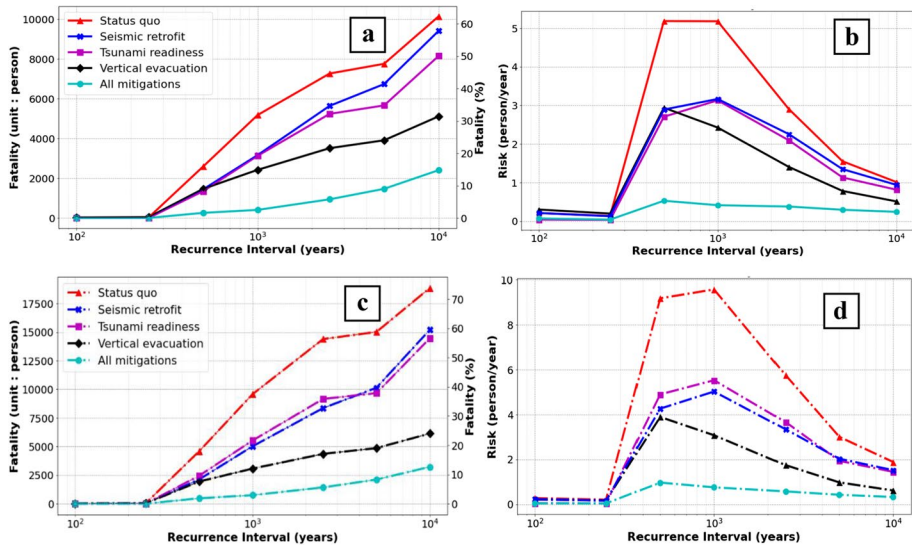 a
Status quo
Seismic retrofit
Tsunami readiness
Vertical evacuation
All mitigations
Fatality (unit : person)
10000
8000
6000
4000
2000
0
Fatality (%)
60
50
40
30
20
10
0
10² 10³ 10⁴
Recurrence Interval (years)
b
Risk (person/year)
5
4
3
2
1
0
10² 10³ 10⁴
Recurrence Interval (years)
c
Status quo
Seismic retrofit
Tsunami readiness
Vertical evacuation
All mitigations
Fatality (unit : person)
17500
15000
12500
10000
7500
5000
2500
0
Fatality (%)
70
60
50
40
30
20
10
0
10² 10³ 10⁴
Recurrence Interval (years)
d
Risk (person/year)
10
8
6
4
2
0
10² 10³ 10⁴
Recurrence Interval (years)